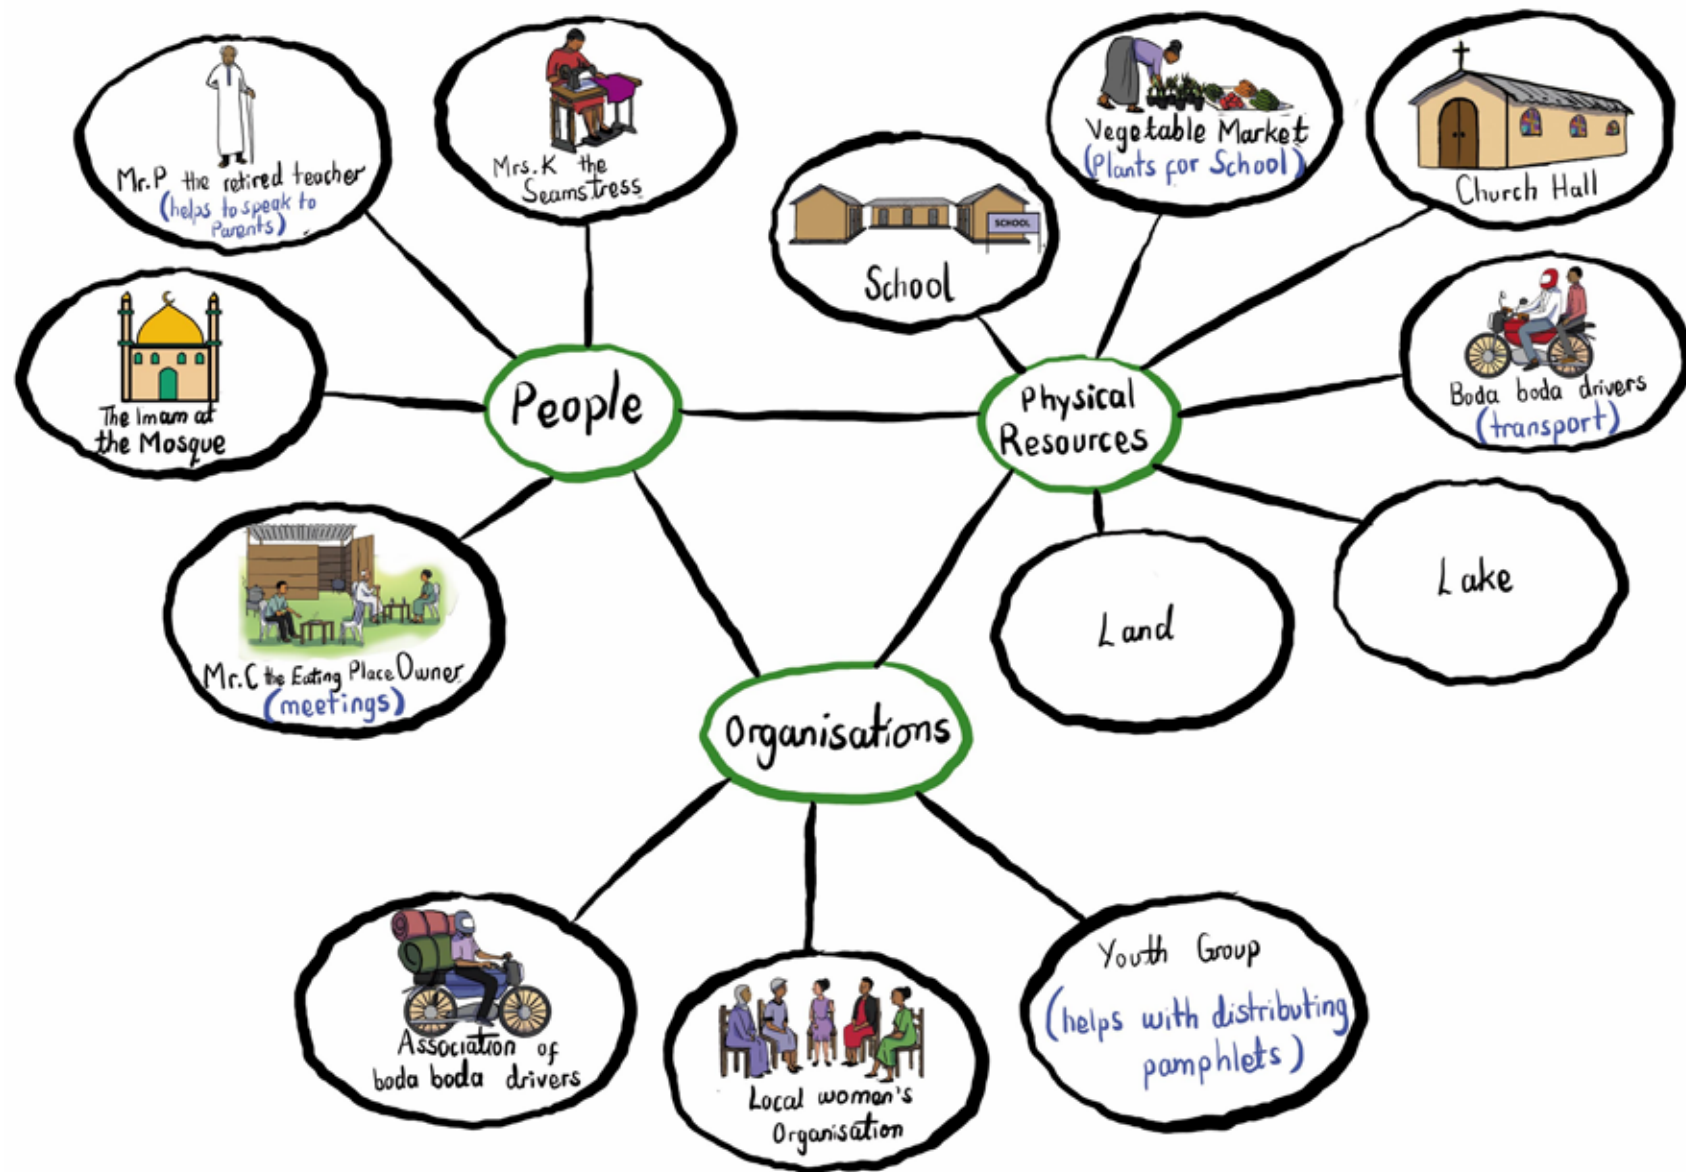 Mr.P the retired teacher
(helps to speak to
Parents)
Mrs.K the
Seamstress
SCHOOL
School
Vegetable Market
(Plants for School)
Church Hall
The Imam at
the Mosque
People
Physical
Resources
Boda boda drivers
(transport)
Mr.C the Eating Place Owner
(meetings)
Land
Lake
Organisations
Association of
boda boda drivers
Local women's
Organisation
Youth Group
(helps with distributing
pamphlets)